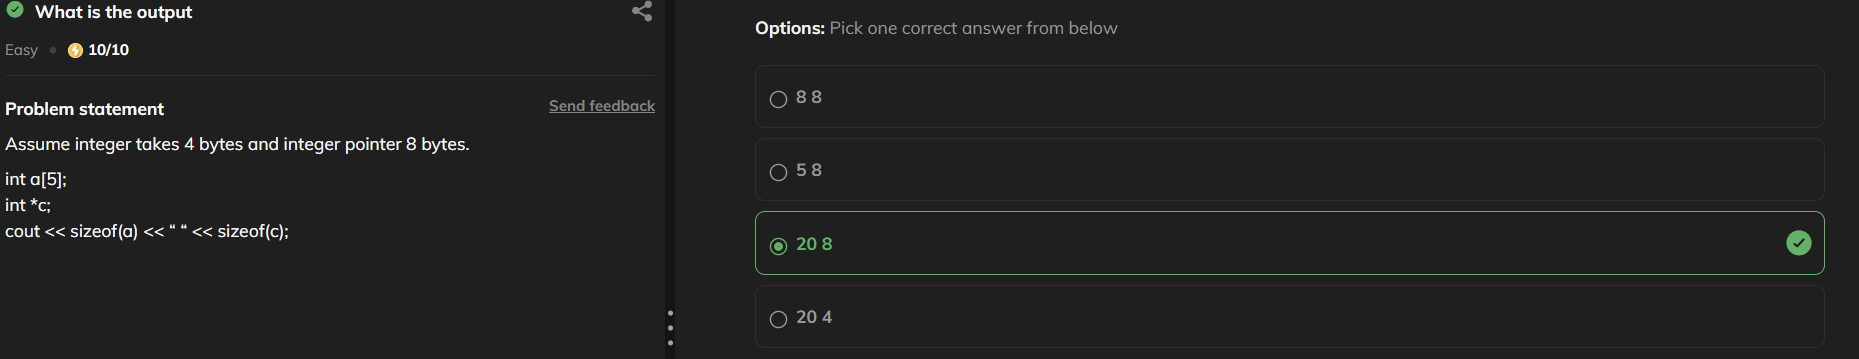 What is the output
Easy • 10/10
Problem statement
Send feedback
Assume integer takes 4 bytes and integer pointer 8 bytes.
int a[5];
int *c;
cout << sizeof(a) << “ “ << sizeof(c);
Options: Pick one correct answer from below
8 8
5 8
20 8
20 4